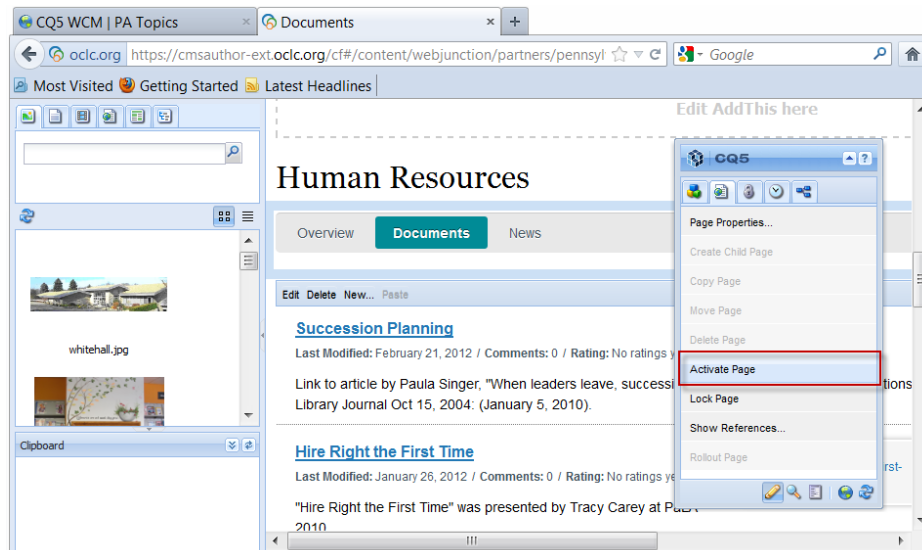 CQ5 WCM | PA Topics ×
Documents ×
+
oclc.org https://cmsauthor-ext.oclc.org/cf#/content/webjunction/partners/pennsyl
Google
Most Visited Getting Started Latest Headlines
Edit AddThis here
Human Resources
Overview Documents News
Edit Delete New... Paste
Succession Planning
Last Modified: February 21, 2012 / Comments: 0 / Rating: No ratings y
Link to article by Paula Singer, "When leaders leave, successi tions
Library Journal Oct 15, 2004: (January 5, 2010).
Hire Right the First Time
rst-
Last Modified: January 26, 2012 / Comments: 0 / Rating: No ratings ye
"Hire Right the First Time" was presented by Tracy Carey at PaLA
2010
whitehall.jpg
Clipboard
CQ5
?
Page Properties...
Create Child Page
Copy Page
Move Page
Delete Page
Activate Page
Lock Page
Show References...
Rollout Page